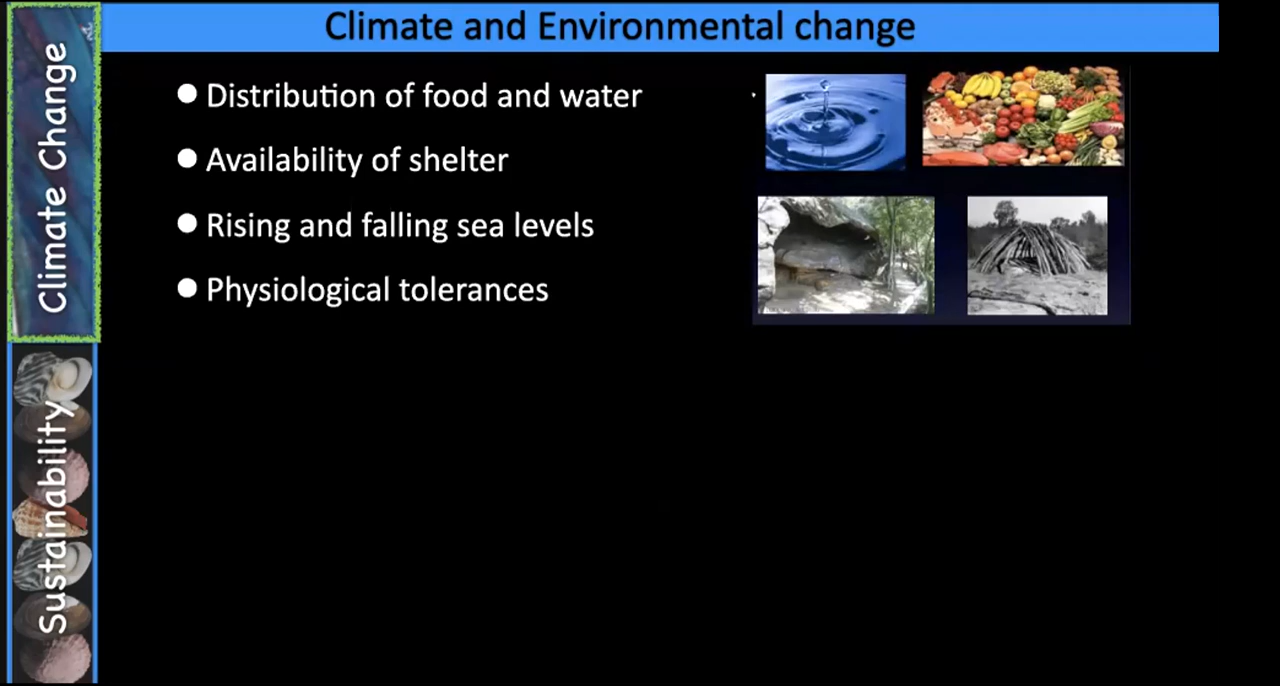 Climate and Environmental change
Climate Change
Distribution of food and water
Availability of shelter
Rising and falling sea levels
Physiological tolerances
Sustainability